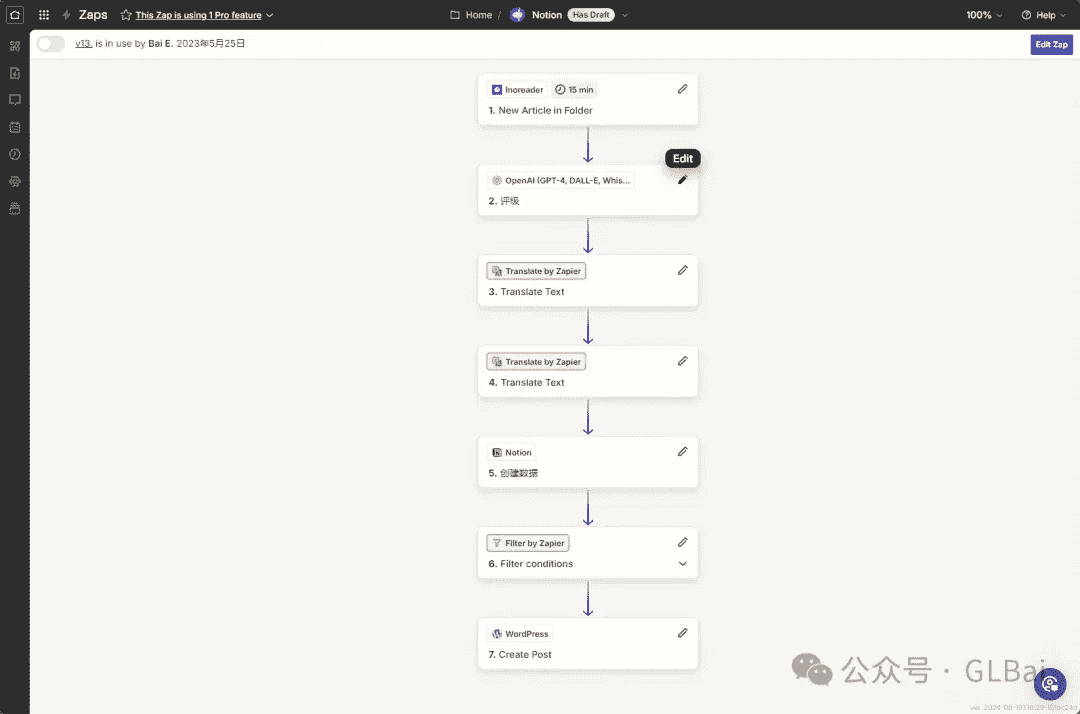 Zaps
This Zap is using 1 Pro feature
Home / Notion Has Draft
100%
Help
v13. is in use by Bai E. 2023年5月25日
Edit Zap
Inoreader 15 min
1. New Article in Folder
Edit
OpenAI (GPT-4, DALL-E, Whis...
2. 评级
Translate by Zapier
3. Translate Text
Translate by Zapier
4. Translate Text
Notion
5. 创建数据
Filter by Zapier
6. Filter conditions
WordPress
7. Create Post
公众号 · GLBai